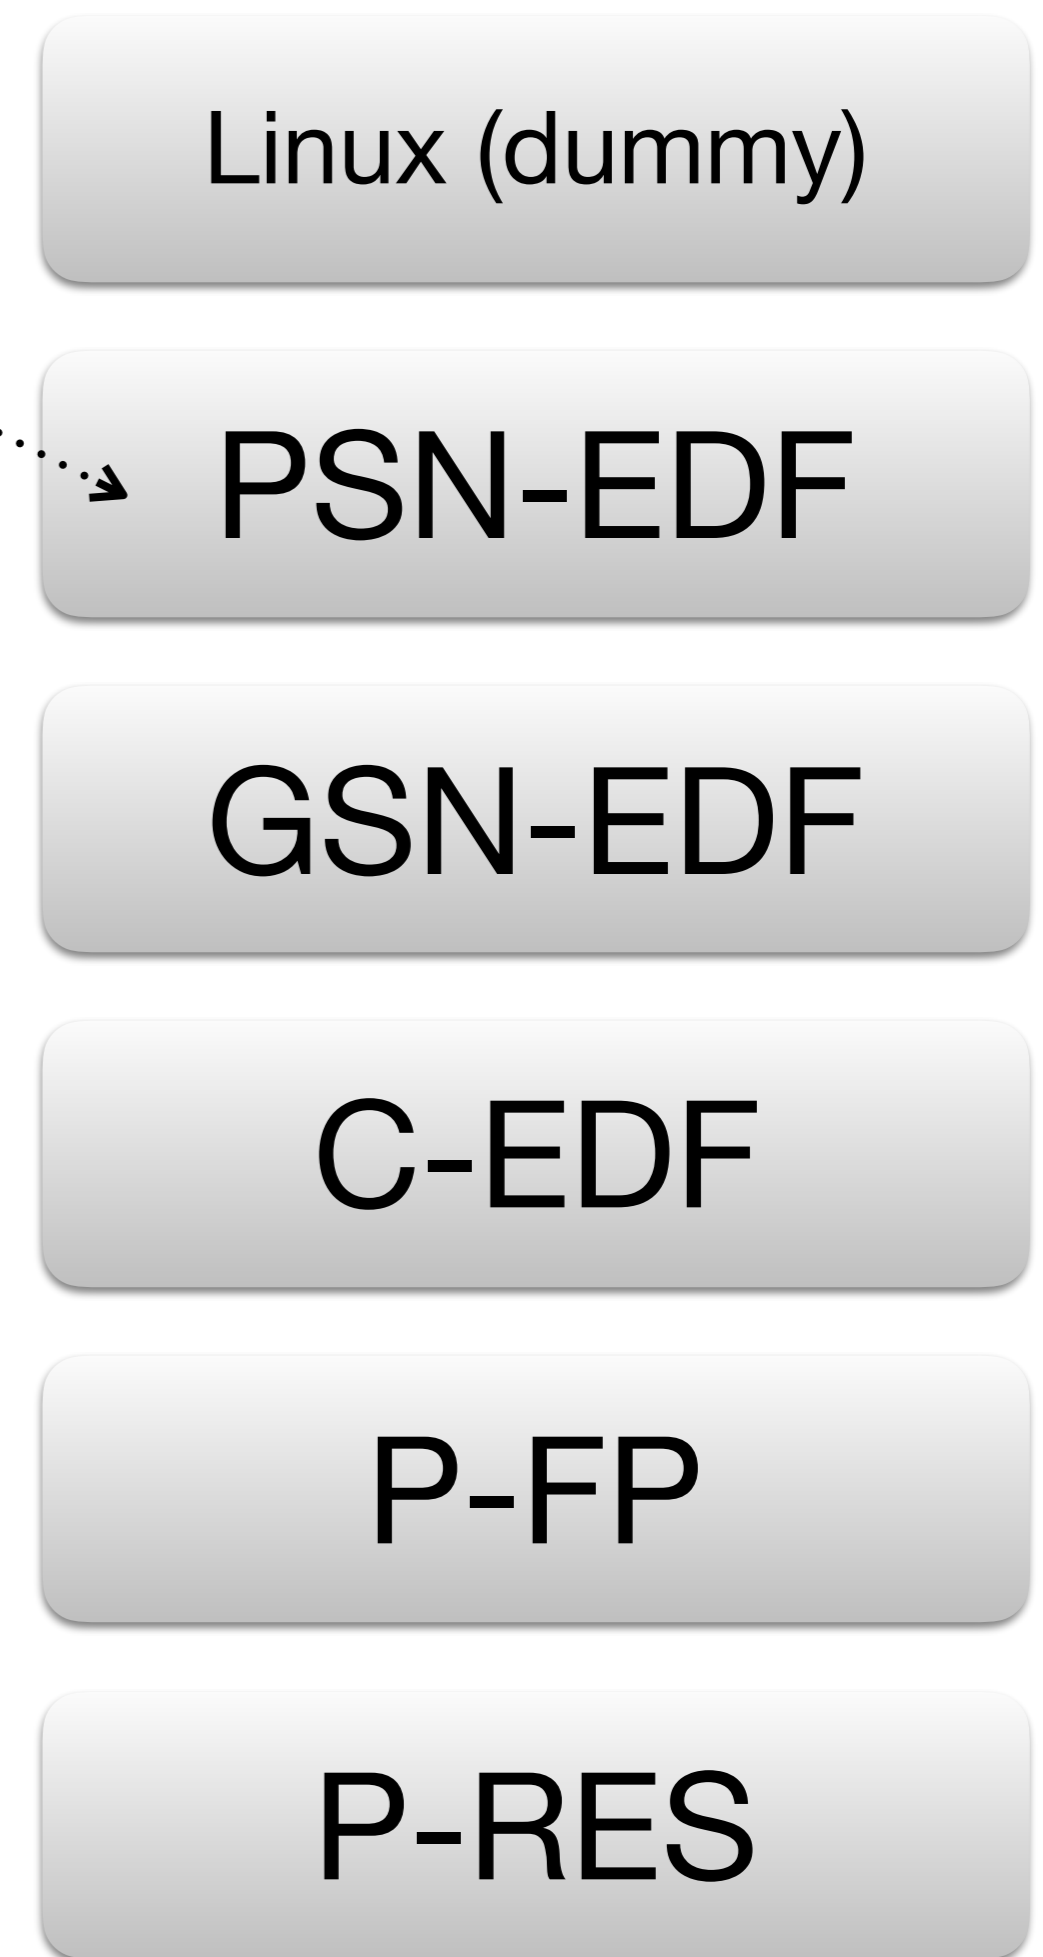 Linux (dummy)
PSN-EDF
GSN-EDF
C-EDF
P-FP
P-RES